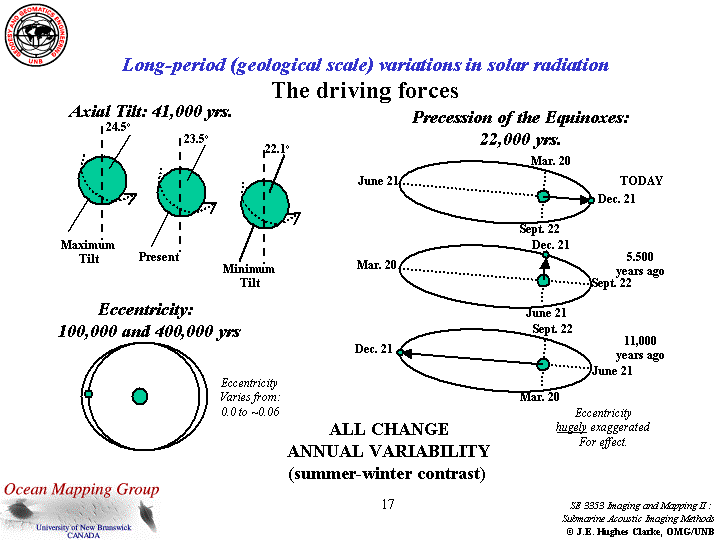 GEODESY AND GEOMATICS ENGINEERING
UNB
Long-period (geological scale) variations in solar radiation
The driving forces
Axial Tilt: 41,000 yrs.
24.5°
23.5°
22.1°
Maximum
Tilt
Present
Minimum
Tilt
Eccentricity:
100,000 and 400,000 yrs
Eccentricity
Varies from:
0.0 to ~0.06
Precession of the Equinoxes:
22,000 yrs.
Mar. 20
June 21
TODAY
Dec. 21
Sept. 22
Dec. 21
Mar. 20
5.500
years ago
Sept. 22
June 21
Sept. 22
Dec. 21
11,000
years ago
June 21
Mar. 20
Eccentricity
hugely exaggerated
For effect.
ALL CHANGE
ANNUAL VARIABILITY
(summer-winter contrast)
Ocean Mapping Group
University of New Brunswick
CANADA
17
SE 3353 Imaging and Mapping II :
Submarine Acoustic Imaging Methods
© J.E. Hughes Clarke, OMG/UNB